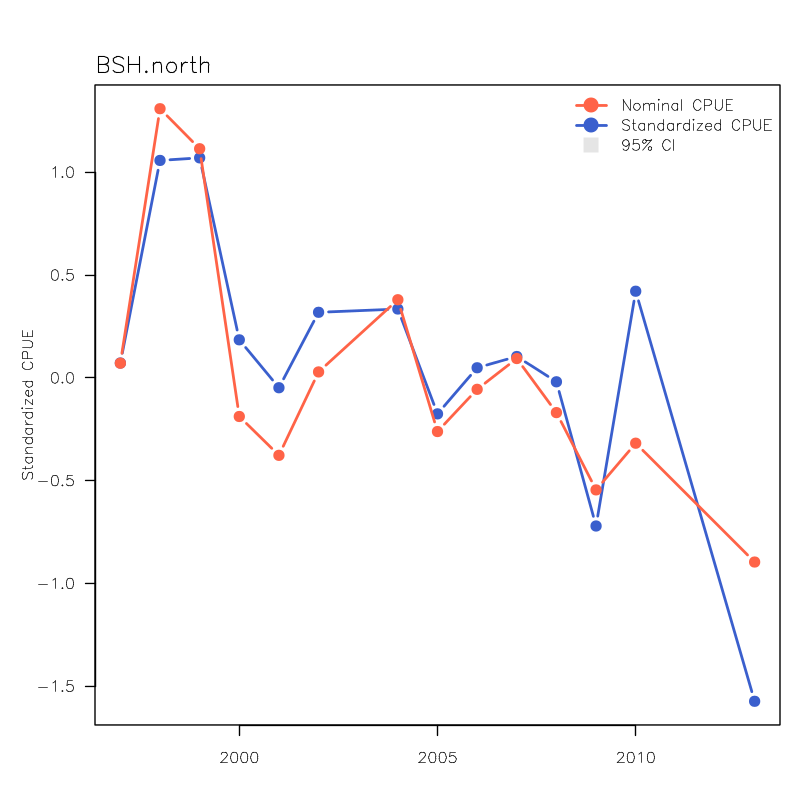 BSH.north
Nominal CPUE
Standardized CPUE
95% CI
Standardized CPUE
1.0
0.5
0.0
−0.5
−1.0
−1.5
2000 2005 2010